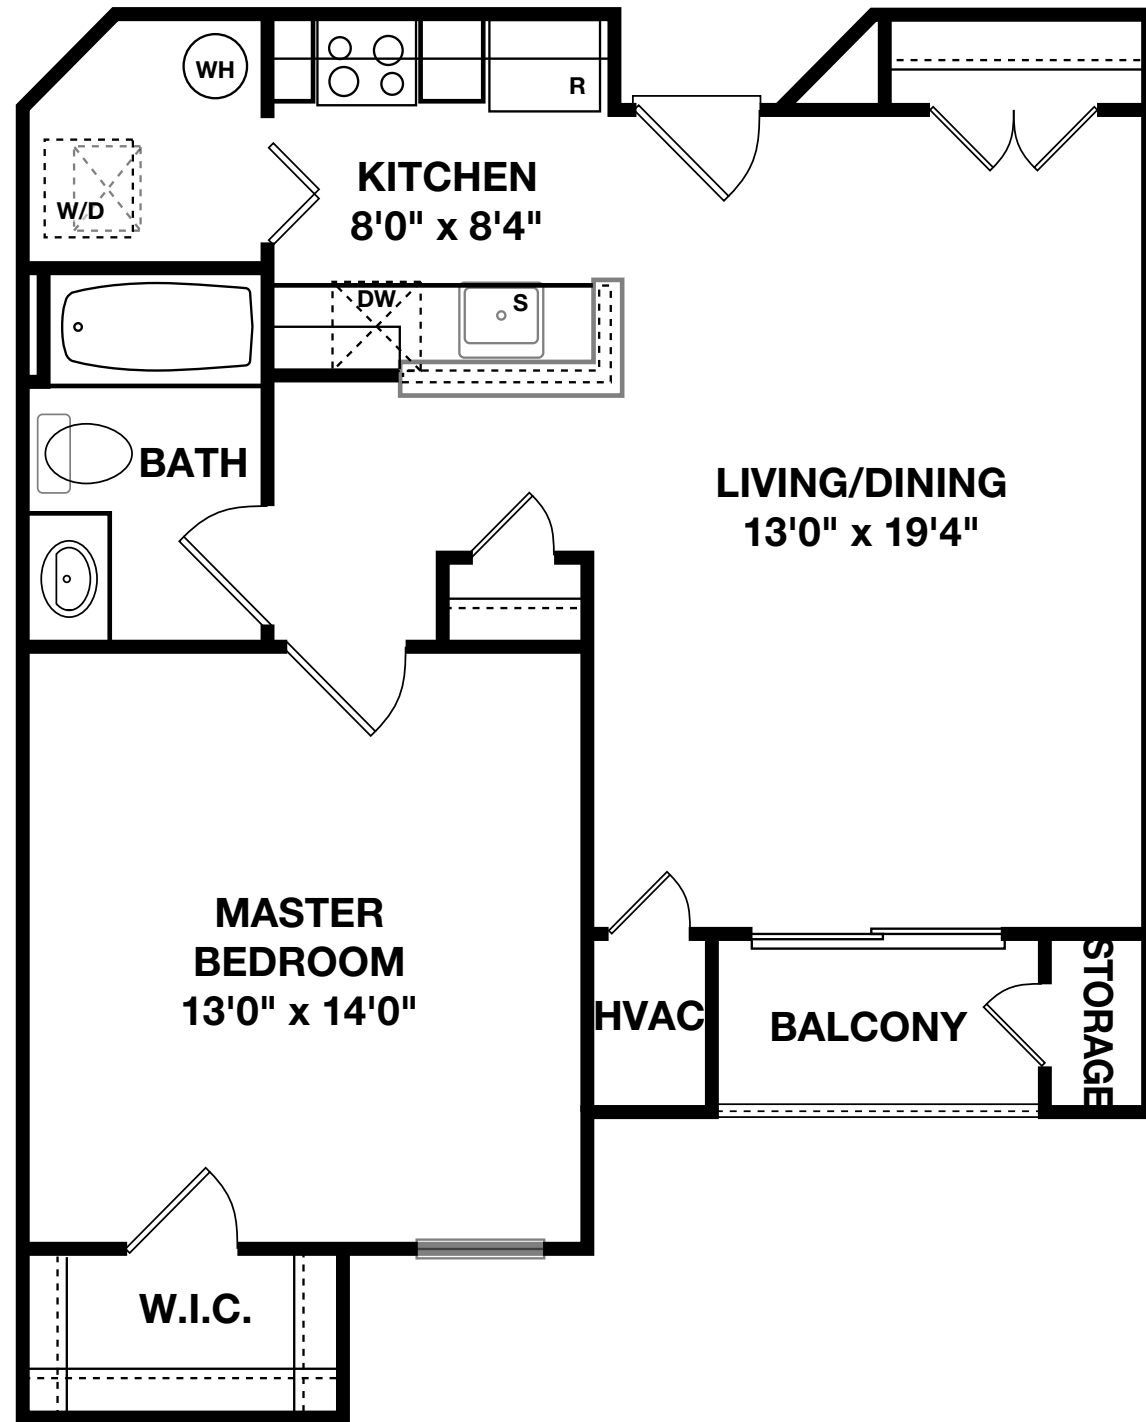 WH
R
KITCHEN
8'0" x 8'4"
W/D
DW
S
BATH
LIVING/DINING
13'0" x 19'4"
MASTER
BEDROOM
13'0" x 14'0"
HVAC
BALCONY
STORAGE
W.I.C.